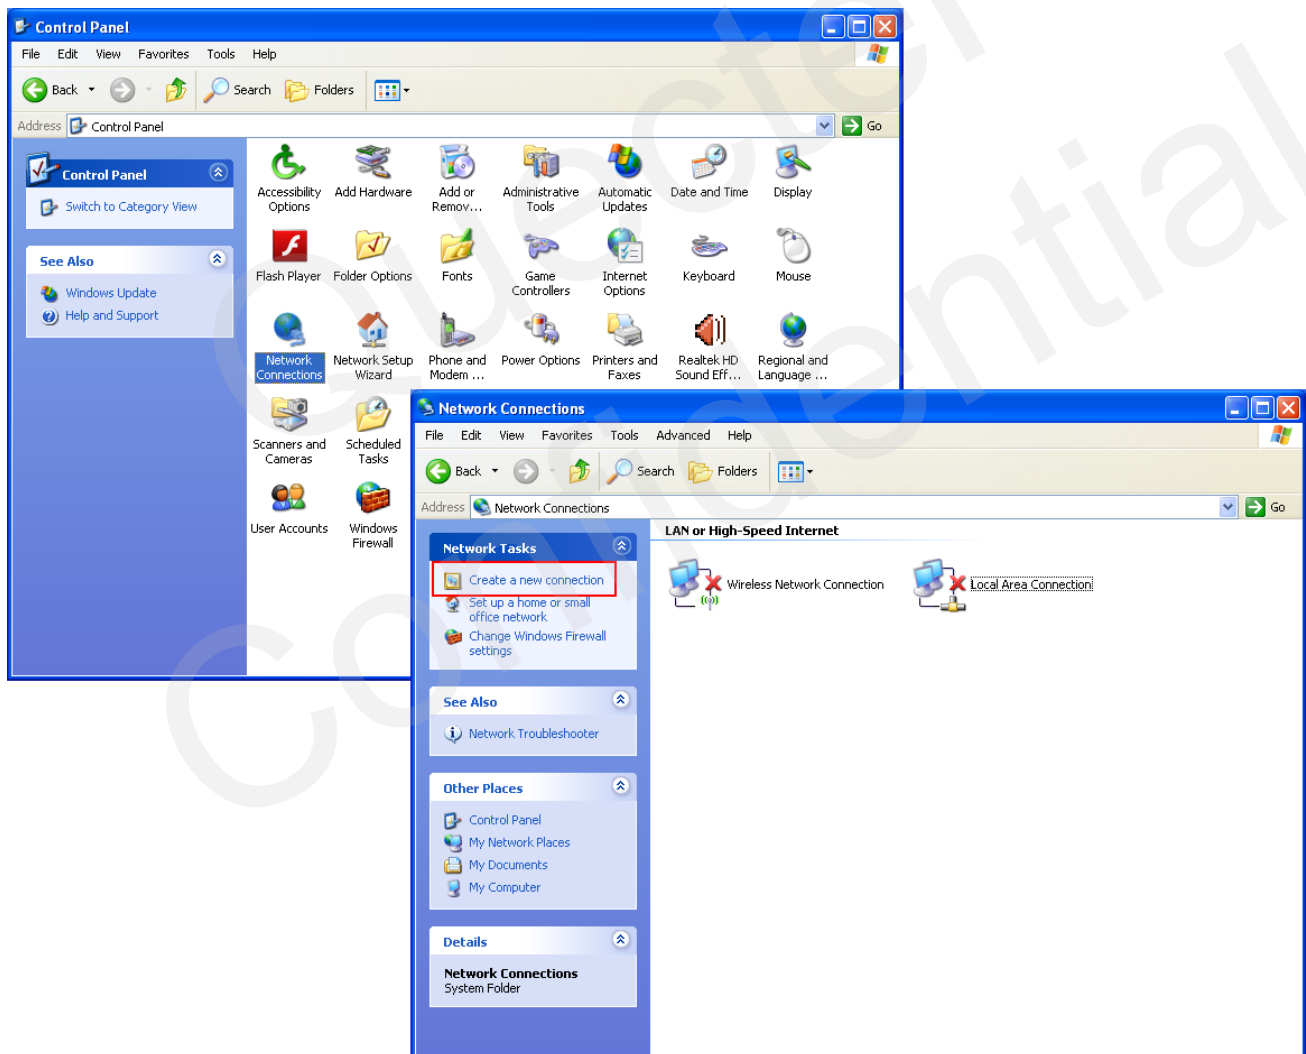 Control Panel
File Edit View Favorites Tools Help
Back Search Folders
Address Control Panel Go
Control Panel
Switch to Category View
See Also
Windows Update
Help and Support
Accessibility Options
Add Hardware
Add or Remov...
Administrative Tools
Automatic Updates
Date and Time
Display
Flash Player
Folder Options
Fonts
Game Controllers
Internet Options
Keyboard
Mouse
Network Connections
Network Setup Wizard
Phone and Modem ...
Power Options
Printers and Faxes
Realtek HD Sound Eff...
Regional and Language ...
Scanners and Cameras
Scheduled Tasks
User Accounts
Windows Firewall
Network Connections
File Edit View Favorites Tools Advanced Help
Back Search Folders
Address Network Connections Go
Network Tasks
Create a new connection
Set up a home or small
office network
Change Windows Firewall
settings
See Also
Network Troubleshooter
Other Places
Control Panel
My Network Places
My Documents
My Computer
Details
Network Connections
System Folder
LAN or High-Speed Internet
Wireless Network Connection
Local Area Connection
Quectel
Confidential